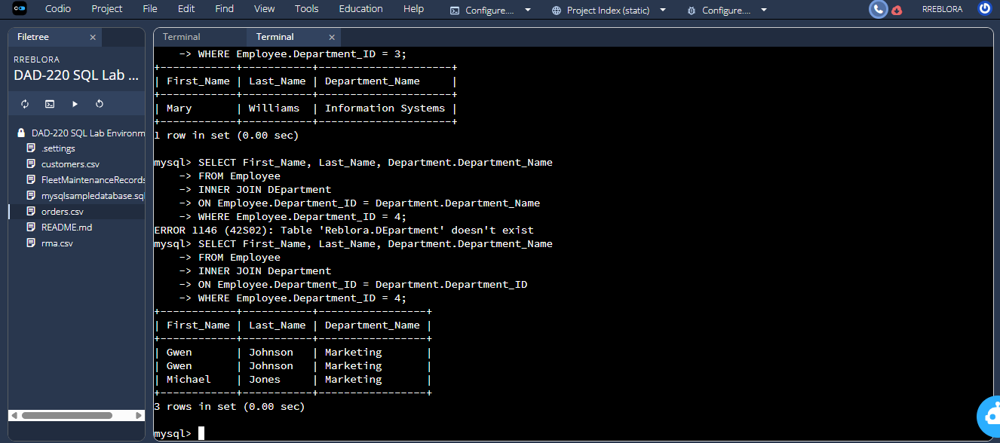 Codio Project File Edit Find View Tools Education Help Configure.... Project Index (static) Configure.... RREBLORA
Filetree ×
RREBLORA
DAD-220 SQL Lab ...
DAD-220 SQL Lab Environm
.settings
customers.csv
FleetMaintenanceRecords
mysqlsampledatabase.sql
orders.csv
README.md
rma.csv
Terminal Terminal ×
-> WHERE Employee.Department_ID = 3;
+------------+-----------+---------------------+
| First_Name | Last_Name | Department_Name     |
+------------+-----------+---------------------+
| Mary       | Williams  | Information Systems |
+------------+-----------+---------------------+
1 row in set (0.00 sec)
mysql> SELECT First_Name, Last_Name, Department.Department_Name
-> FROM Employee
-> INNER JOIN DEpartment
-> ON Employee.Department_ID = Department.Department_Name
-> WHERE Employee.Department_ID = 4;
ERROR 1146 (42S02): Table 'Reblora.DEpartment' doesn't exist
mysql> SELECT First_Name, Last_Name, Department.Department_Name
-> FROM Employee
-> INNER JOIN Department
-> ON Employee.Department_ID = Department.Department_ID
-> WHERE Employee.Department_ID = 4;
+------------+-----------+-----------------+
| First_Name | Last_Name | Department_Name |
+------------+-----------+-----------------+
| Gwen       | Johnson   | Marketing       |
| Gwen       | Johnson   | Marketing       |
| Michael    | Jones     | Marketing       |
+------------+-----------+-----------------+
3 rows in set (0.00 sec)
mysql>